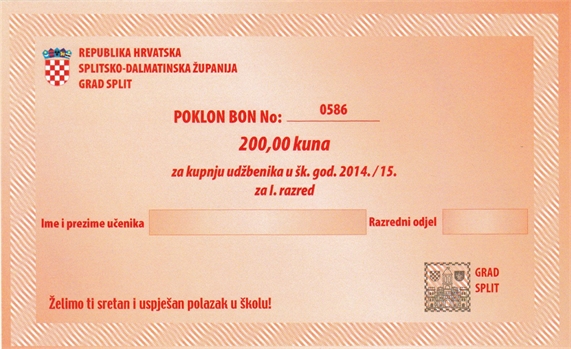 REPUBLIKA HRVATSKA
SPLITSKO-DALMATINSKA ŽUPANIJA
GRAD SPLIT
POKLON BON No: 0586
200,00 kuna
za kupnju udžbenika u šk. god. 2014. /15.
za I. razred
Ime i prezime učenika Razredni odjel
GRAD
SPLIT
Želimo ti sretan i uspješan polazak u školu!